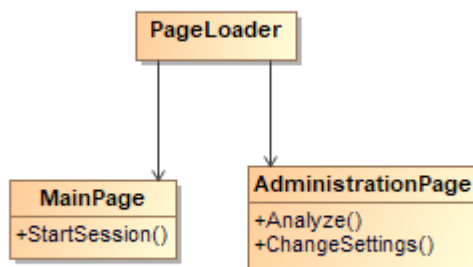 PageLoader
MainPage
+StartSession()
AdministrationPage
+Analyze()
+ChangeSettings()